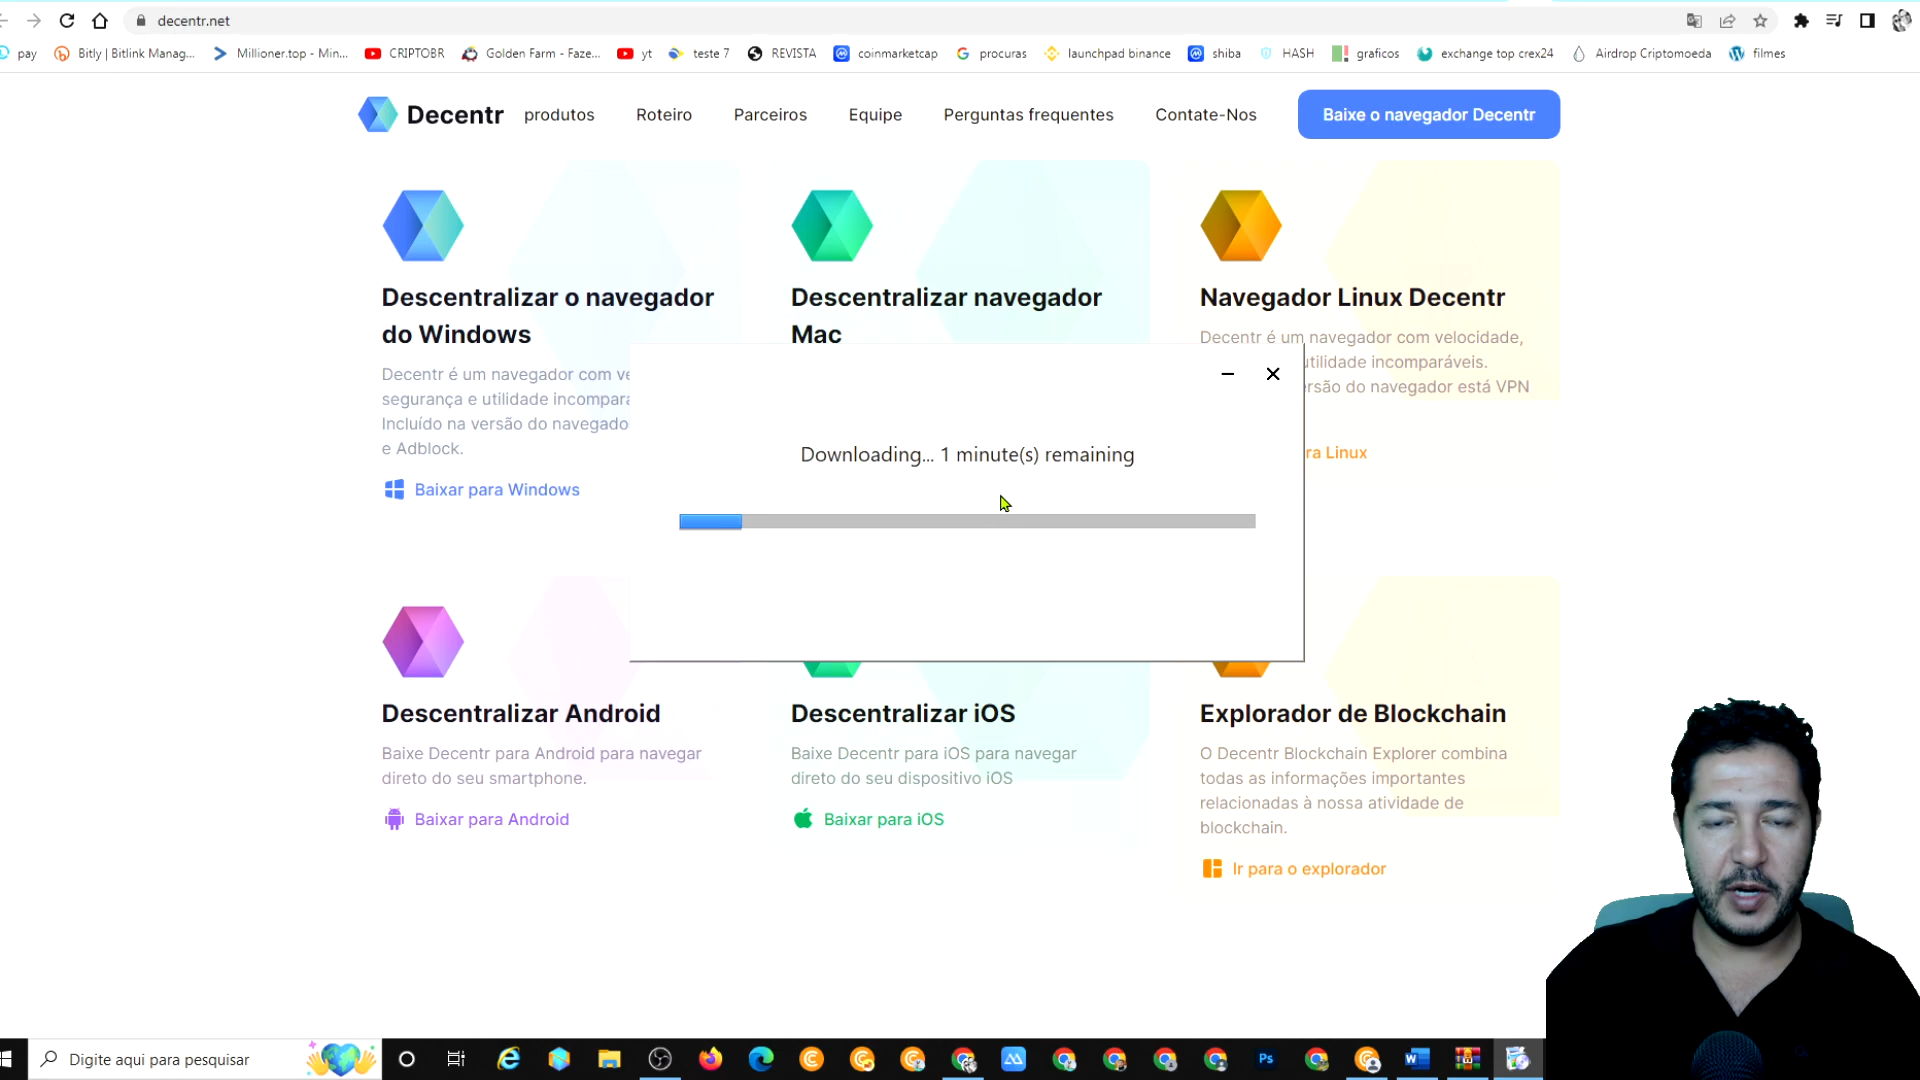 decentr.net
pay
Bitly | Bitlink Manag...
Millioner.top - Min...
CRIPTOBR
Golden Farm - Faze...
yt
teste 7
REVISTA
coinmarketcap
procuras
launchpad binance
shiba
HASH
graficos
exchange top crex24
Airdrop Criptomoeda
filmes
Decentr
produtos
Roteiro
Parceiros
Equipe
Perguntas frequentes
Contate-Nos
Baixe o navegador Decentr
Descentralizar o navegador
do Windows
Decentr é um navegador com ve
segurança e utilidade incompará
Incluído na versão do navegado
e Adblock.
Baixar para Windows
Descentralizar navegador
Mac
Navegador Linux Decentr
Decentr é um navegador com velocidade,
utilidade incomparáveis.
rsão do navegador está VPN
ra Linux
Downloading... 1 minute(s) remaining
Descentralizar Android
Baixe Decentr para Android para navegar
direto do seu smartphone.
Baixar para Android
Descentralizar iOS
Baixe Decentr para iOS para navegar
direto do seu dispositivo iOS
Baixar para iOS
Explorador de Blockchain
O Decentr Blockchain Explorer combina
todas as informações importantes
relacionadas à nossa atividade de
blockchain.
Ir para o explorador
Digite aqui para pesquisar
Ps